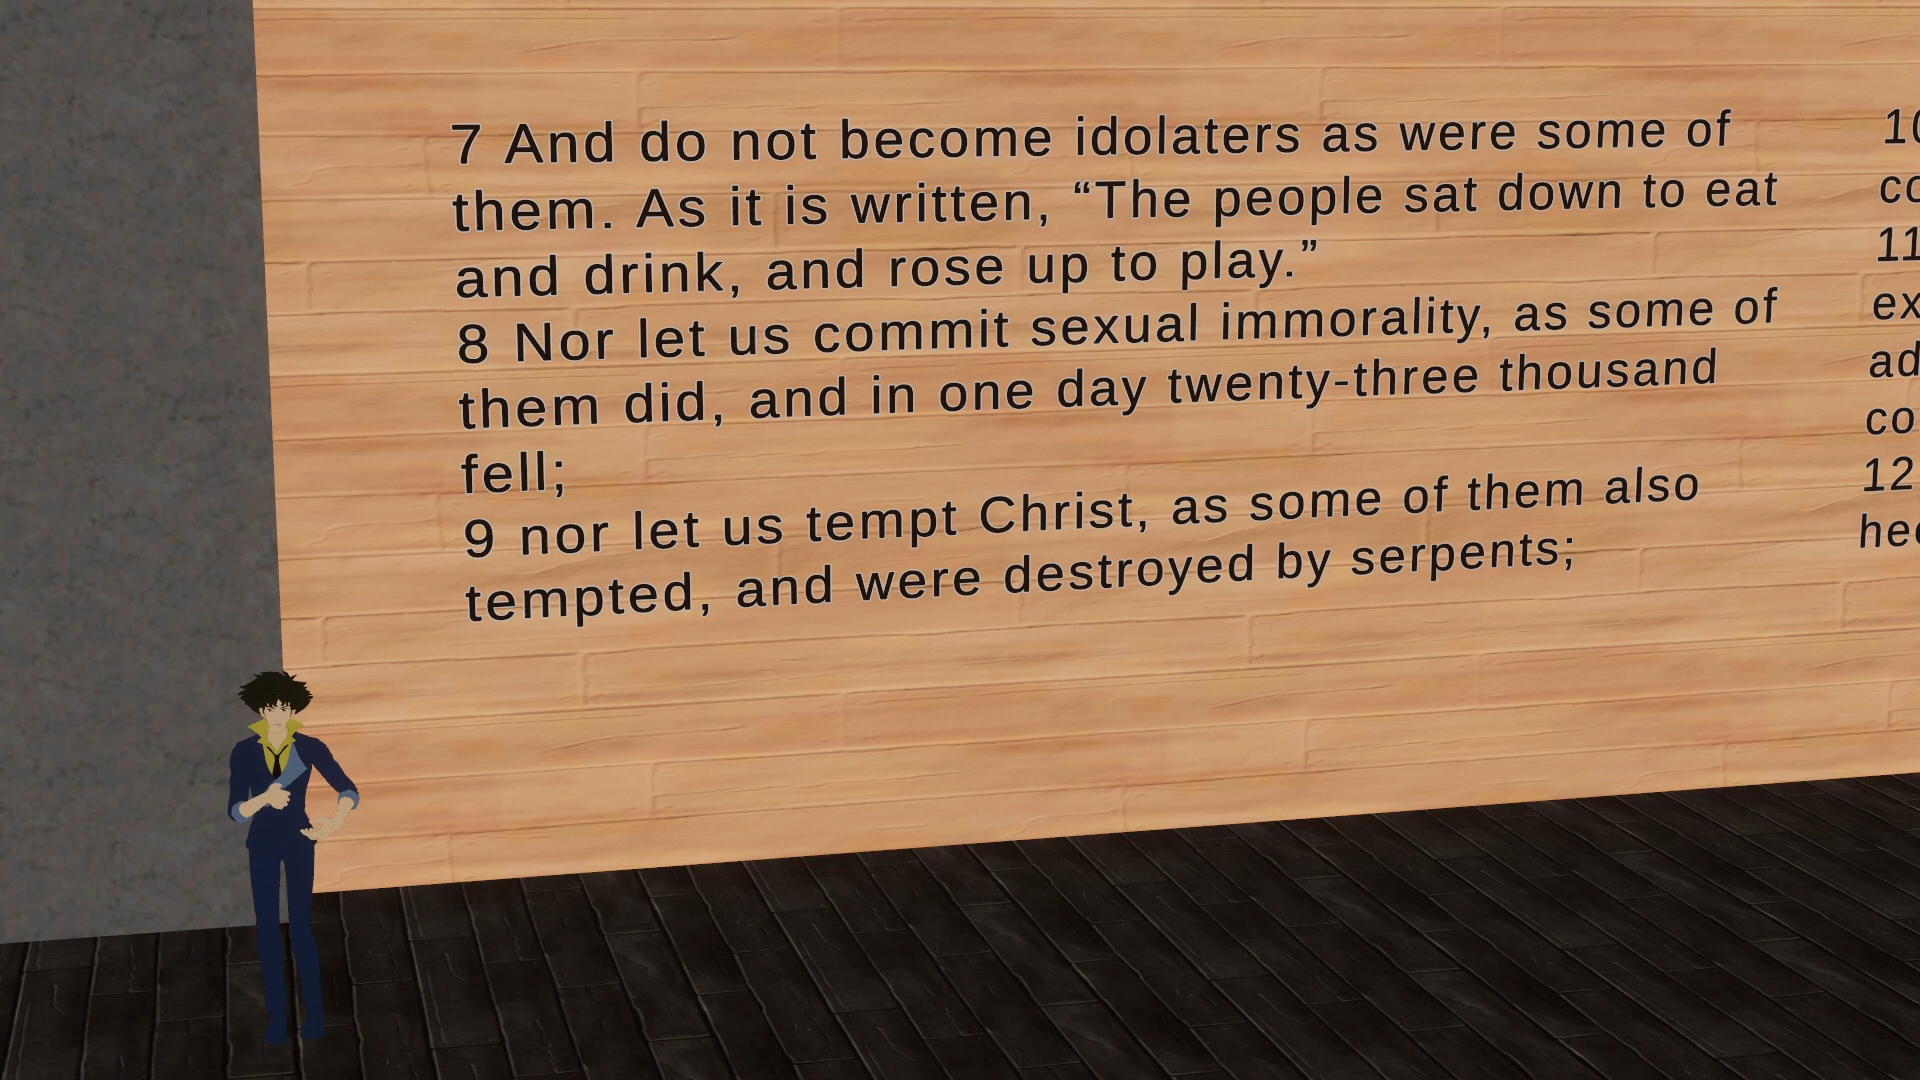 7 And do not become idolaters as were some of
them. As it is written, “The people sat down to eat
and drink, and rose up to play.”
8 Nor let us commit sexual immorality, as some of
them did, and in one day twenty-three thousand
fell;
9 nor let us tempt Christ, as some of them also
tempted, and were destroyed by serpents;
11
12